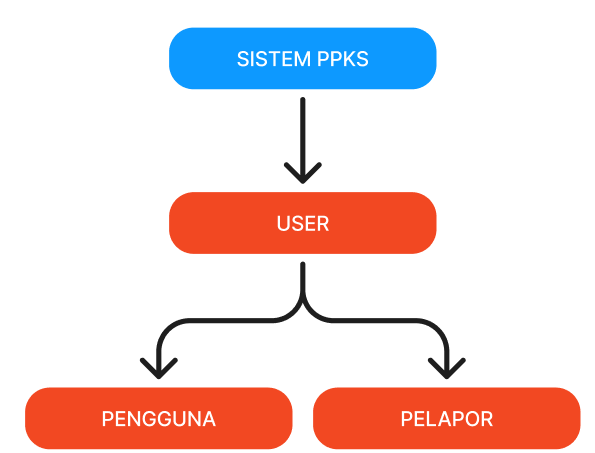 SISTEM PPKS
USER
PENGGUNA
PELAPOR